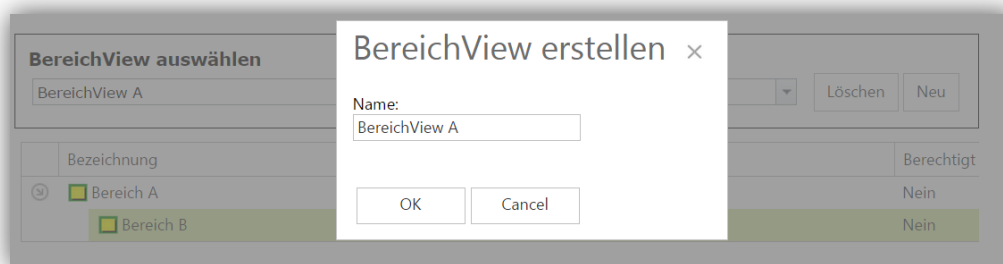 BereichView auswählen
BereichView A
Löschen
Neu
BereichView erstellen ×
Name:
BereichView A
OK Cancel
Bezeichnung Berechtigt
Bereich A Nein
Bereich B Nein